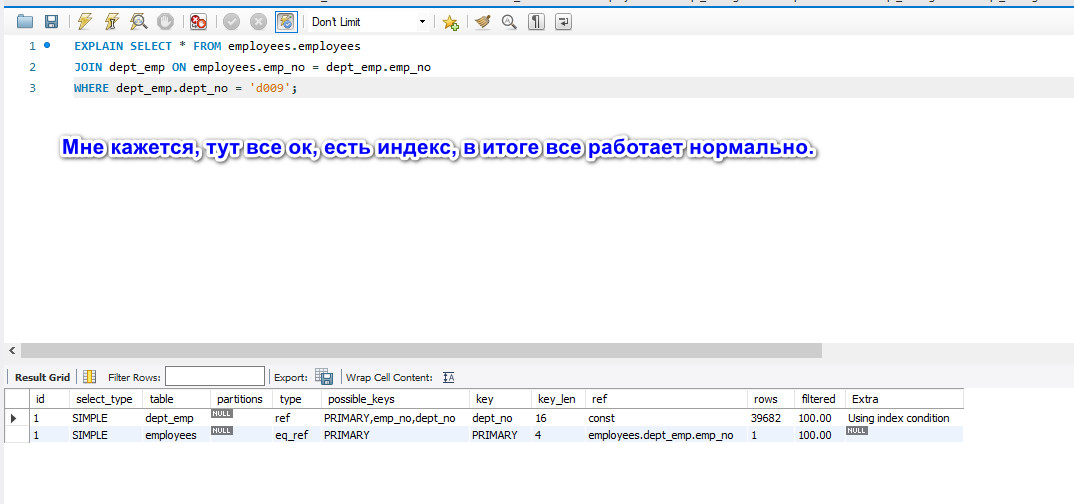 Don't Limit
1 EXPLAIN SELECT * FROM employees.employees
2 JOIN dept_emp ON employees.emp_no = dept_emp.emp_no
3 WHERE dept_emp.dept_no = 'd009';
Мне кажется, тут все ок, есть индекс, в итоге все работает нормально.
Result Grid Filter Rows: Export: Wrap Cell Content:
id select_type table partitions type possible_keys key key_len ref rows filtered Extra
1 SIMPLE dept_emp NULL ref PRIMARY,emp_no,dept_no dept_no 16 const 39682 100.00 Using index condition
1 SIMPLE employees NULL eq_ref PRIMARY PRIMARY 4 employees.dept_emp.emp_no 1 100.00 NULL